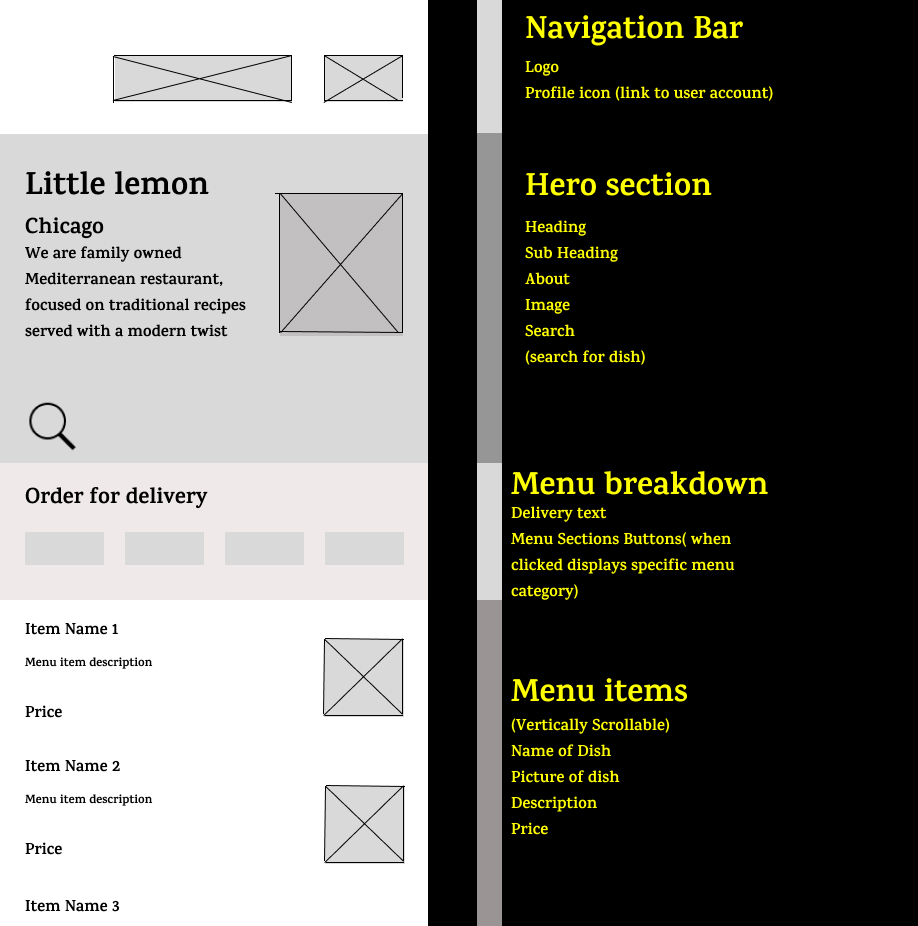 Little lemon
Chicago
We are family owned
Mediterranean restaurant,
focused on traditional recipes
served with a modern twist
Order for delivery
Item Name 1
Menu item description
Price
Item Name 2
Menu item description
Price
Item Name 3
Navigation Bar
Logo
Profile icon (link to user account)
Hero section
Heading
Sub Heading
About
Image
Search
(search for dish)
Menu breakdown
Delivery text
Menu Sections Buttons( when
clicked displays specific menu
category)
Menu items
(Vertically Scrollable)
Name of Dish
Picture of dish
Description
Price